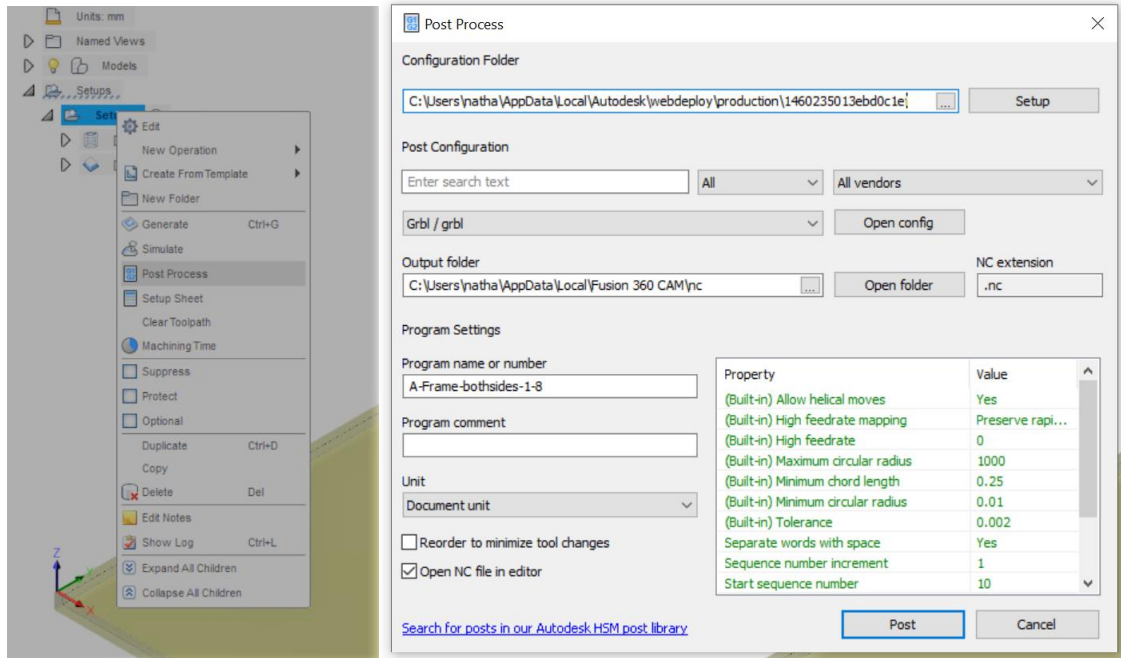 Units: mm
Named Views
Models
Setups
Edit
New Operation
Create From Template
New Folder
Generate Ctrl+G
Simulate
Post Process
Setup Sheet
Clear Toolpath
Machining Time
Suppress
Protect
Optional
Duplicate Ctrl+D
Copy
Delete Del
Edit Notes
Show Log Ctrl+L
Expand All Children
Collapse All Children
Z
X
G1
G2
Post Process
Configuration Folder
C:\Users\natha\AppData\Local\Autodesk\webdeploy\production\1460235013ebd0c1e
...
Setup
Post Configuration
Enter search text
All
All vendors
Grbl / grbl
Open config
Output folder
NC extension
C:\Users\natha\AppData\Local\Fusion 360 CAM\nc
...
Open folder
.nc
Program Settings
Program name or number
A-Frame-bothsides-1-8
Program comment
Unit
Document unit
Reorder to minimize tool changes
Open NC file in editor
Property Value
(Built-in) Allow helical moves Yes
(Built-in) High feedrate mapping Preserve rapi...
(Built-in) High feedrate 0
(Built-in) Maximum circular radius 1000
(Built-in) Minimum chord length 0.25
(Built-in) Minimum circular radius 0.01
(Built-in) Tolerance 0.002
Separate words with space Yes
Sequence number increment 1
Start sequence number 10
Search for posts in our Autodesk HSM post library
Post
Cancel